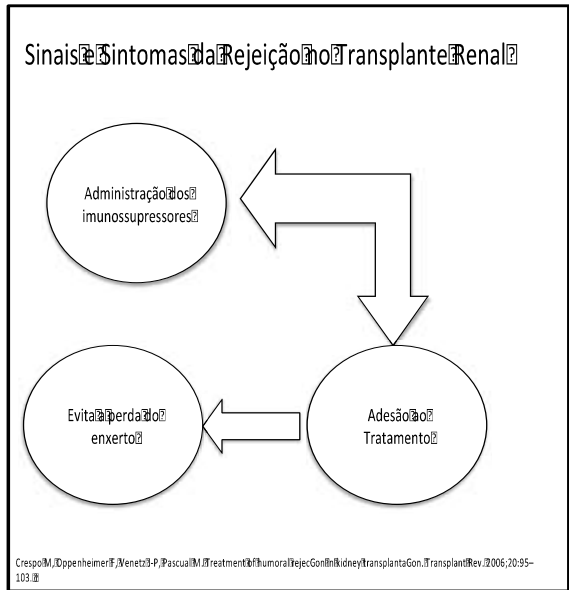 Sinais e Sintomas da Rejeição no Transplante Renal
Administração dos
imunossupressores
Evita a perda do
enxerto
Adesão ao
Tratamento
Crespo M, Oppenheimer F, Venetz J-P, Pascual M. Treatment of humoral rejecGon in kidney transplantaGon. Transplant Rev. 2006;20:95–
103.